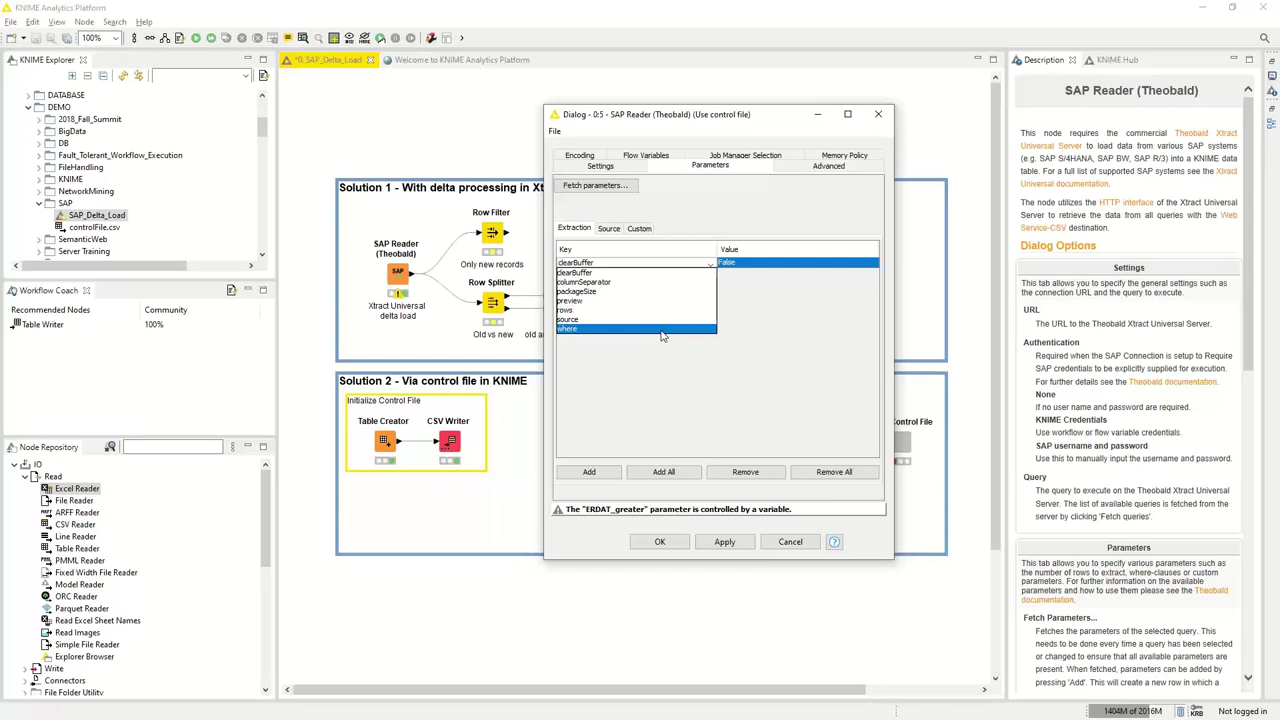 KNIME Analytics Platform
File Edit View Node Search Help
100%
KNIME Explorer
DATABASE
DEMO
2018_Fall_Summit
BigData
DB
Fault_Tolerant_Workflow_Execution
FileHandling
KNIME
NetworkMining
SAP
SAP_Delta_Load
controlFile.csv
SemanticWeb
Server Training
Workflow Coach
Recommended Nodes Community
Table Writer 100%
Node Repository
IO
Read
Excel Reader
File Reader
ARFF Reader
CSV Reader
Line Reader
Table Reader
PMML Reader
Fixed Width File Reader
Model Reader
ORC Reader
Parquet Reader
Read Excel Sheet Names
Read Images
Simple File Reader
Explorer Browser
Write
Connectors
File Folder Utility
*0: SAP_Delta_Load
Welcome to KNIME Analytics Platform
Solution 1 - With delta processing in Xt
Row Filter
SAP Reader
(Theobald)
SAP
Only new records
Row Splitter
Xtract Universal
delta load
Old vs new
old a
Solution 2 - Via control file in KNIME
Initialize Control File
Table Creator CSV Writer
Control File
Dialog - 0:5 - SAP Reader (Theobald) (Use control file)
File
Encoding Flow Variables Job Manager Selection Memory Policy
Settings Parameters Advanced
Fetch parameters...
Extraction Source Custom
Key Value
clearBuffer False
clearBuffer
columnSeparator
packageSize
preview
rows
source
where
Add Add All Remove Remove All
The "ERDAT_greater" parameter is controlled by a variable.
OK Apply Cancel ?
Description KNIME Hub
SAP Reader (Theobald)
This node requires the commercial Theobald Xtract
Universal Server to load data from various SAP systems
(e.g. SAP S/4HANA, SAP BW, SAP R/3) into a KNIME data
table. For a full list of supported SAP systems see the Xtract
Universal documentation.
The node utilizes the HTTP interface of the Xtract Universal
Server to retrieve the data from all queries with the Web
Service-CSV destination.
Dialog Options
Settings
This tab allows you to specify the general settings such as
the connection URL and the query to execute.
URL
The URL to the Theobald Xtract Universal Server.
Authentication
Required when the SAP Connection is setup to Require
SAP credentials to be explicitly supplied for execution.
For further details see the Theobald documentation.
None
If no user name and password are required.
KNIME Credentials
Use workflow or flow variable credentials.
SAP username and password
Use this to manually input the username and password.
Query
The query to execute on the Theobald Xtract Universal
Server. The list of available queries is fetched from the
server by clicking 'Fetch queries'.
Parameters
This tab allows you to specify various parameters such as
the number of rows to extract, where-clauses or custom
parameters. For further information on the available
parameters and how to use them please see the Theobald
documentation.
Fetch Parameters...
Fetches the parameters of the selected query. This
needs to be done every time a query has been selected
or changed to ensure that all available parameters are
present. When fetched, parameters can be added by
pressing 'Add'. This will create a new row in which a
1404M of 2016M
KRB
Not logged in